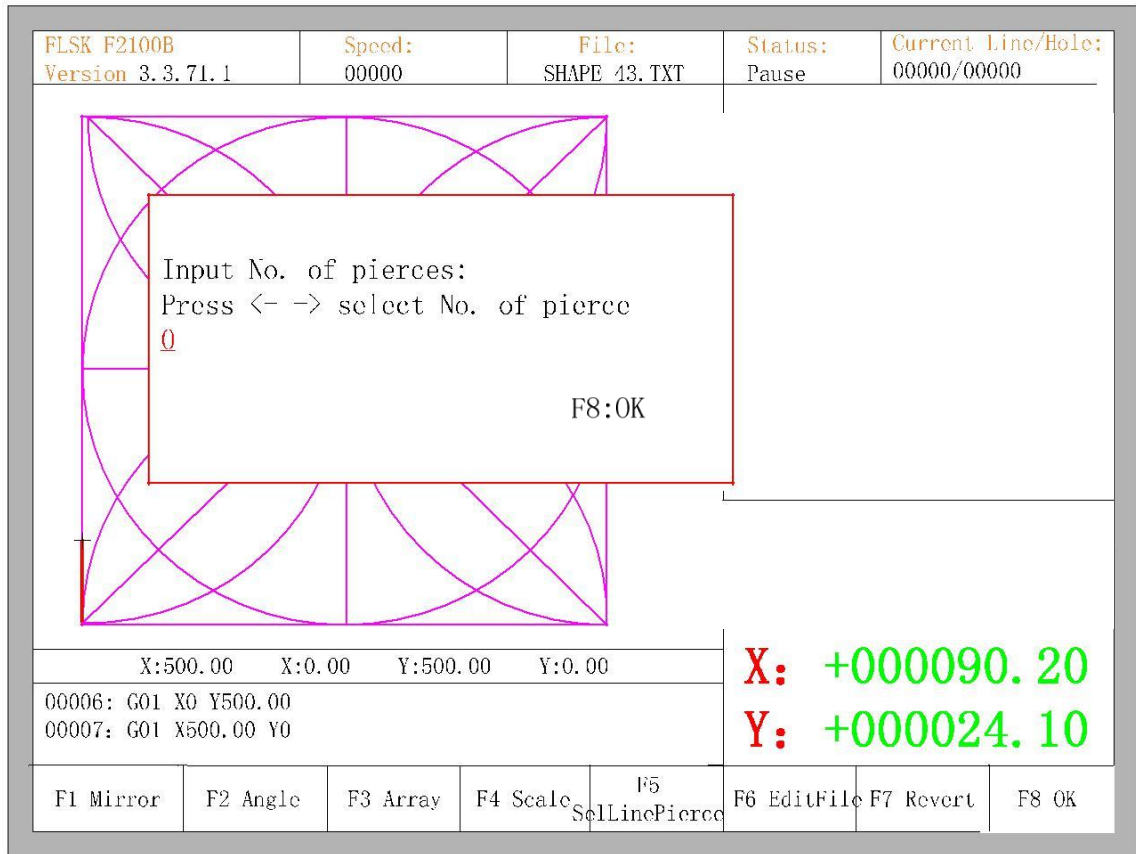 FLSK F2100B
Version 3.3.71.1
Speed:
00000
File:
SHAPE 43.TXT
Status:
Pause
Current Line/Hole:
00000/00000
Input No. of pierces:
Press <- -> select No. of pierce
0
F8:OK
X:500.00 X:0.00 Y:500.00 Y:0.00
00006: G01 X0 Y500.00
00007: G01 X500.00 Y0
X: +000090.20
Y: +000024.10
F1 Mirror
F2 Angle
F3 Array
F4 Scale
F5
SelLinePierce
F6 EditFile
F7 Revert
F8 OK